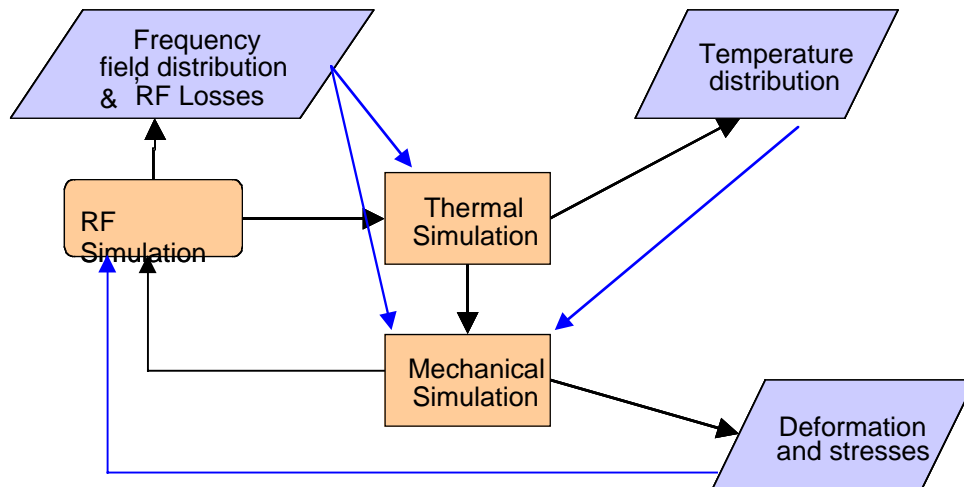 Frequency
field distribution
& , RF Losses
Temperature
distribution
RF
Simulation
Thermal
Simulation
Mechanical
Simulation
Deformation
and stresses